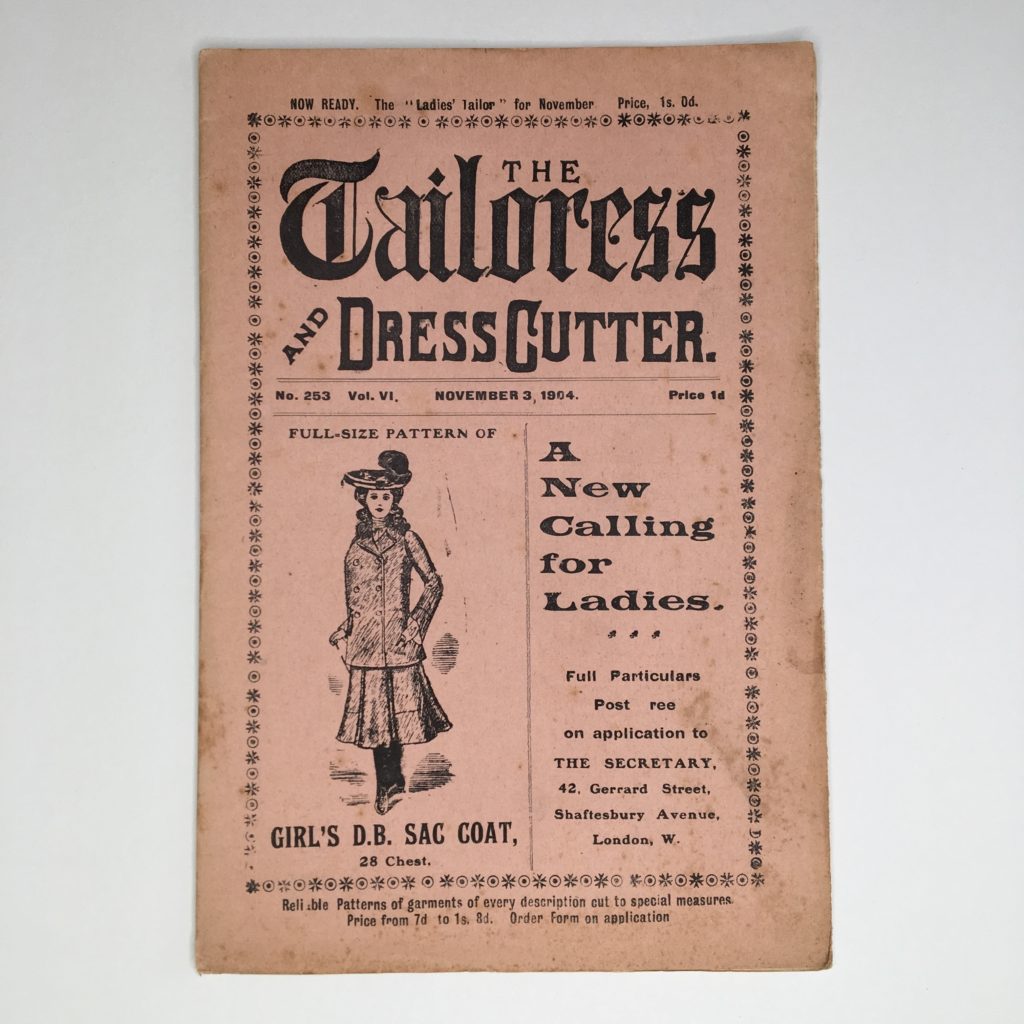 NOW READY. The "Ladies' Tailor" for November Price, 1s. 0d.
THE
Tailoress
AND DRESS CUTTER.
No. 253 Vol. VI. NOVEMBER 3, 1904. Price 1d
FULL-SIZE PATTERN OF
GIRL'S D.B. SAC COAT,
28 Chest.
A
New
Calling
for
Ladies.
Full Particulars
Post ree
on application to
THE SECRETARY,
42, Gerrard Street,
Shaftesbury Avenue,
London, W.
Reli ble Patterns of garments of every description cut to special measures.
Price from 7d to 1s. 8d. Order Form on application